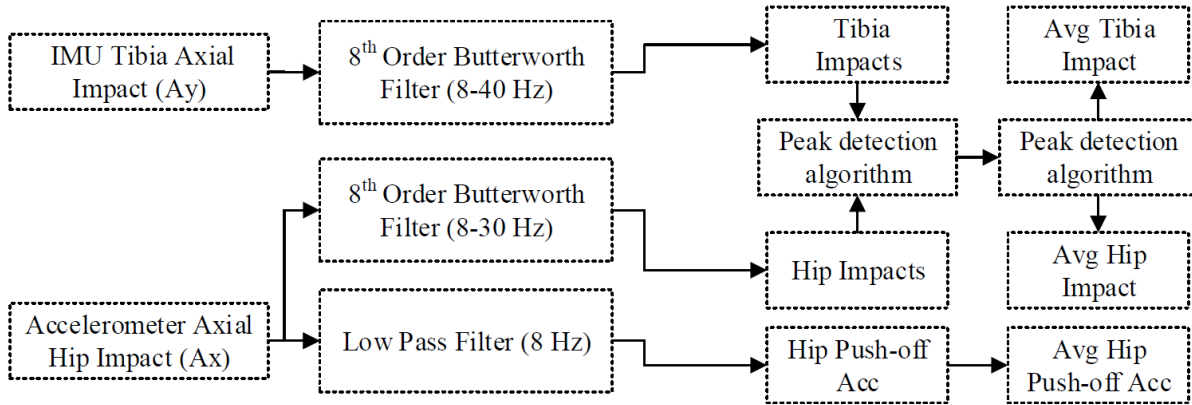 IMU Tibia Axial
Impact (Ay)
8th Order Butterworth
Filter (8-40 Hz)
Tibia
Impacts
Avg Tibia
Impact
Peak detection
algorithm
Peak detection
algorithm
8th Order Butterworth
Filter (8-30 Hz)
Hip Impacts
Avg Hip
Impact
Accelerometer Axial
Hip Impact (Ax)
Low Pass Filter (8 Hz)
Hip Push-off
Acc
Avg Hip
Push-off Acc